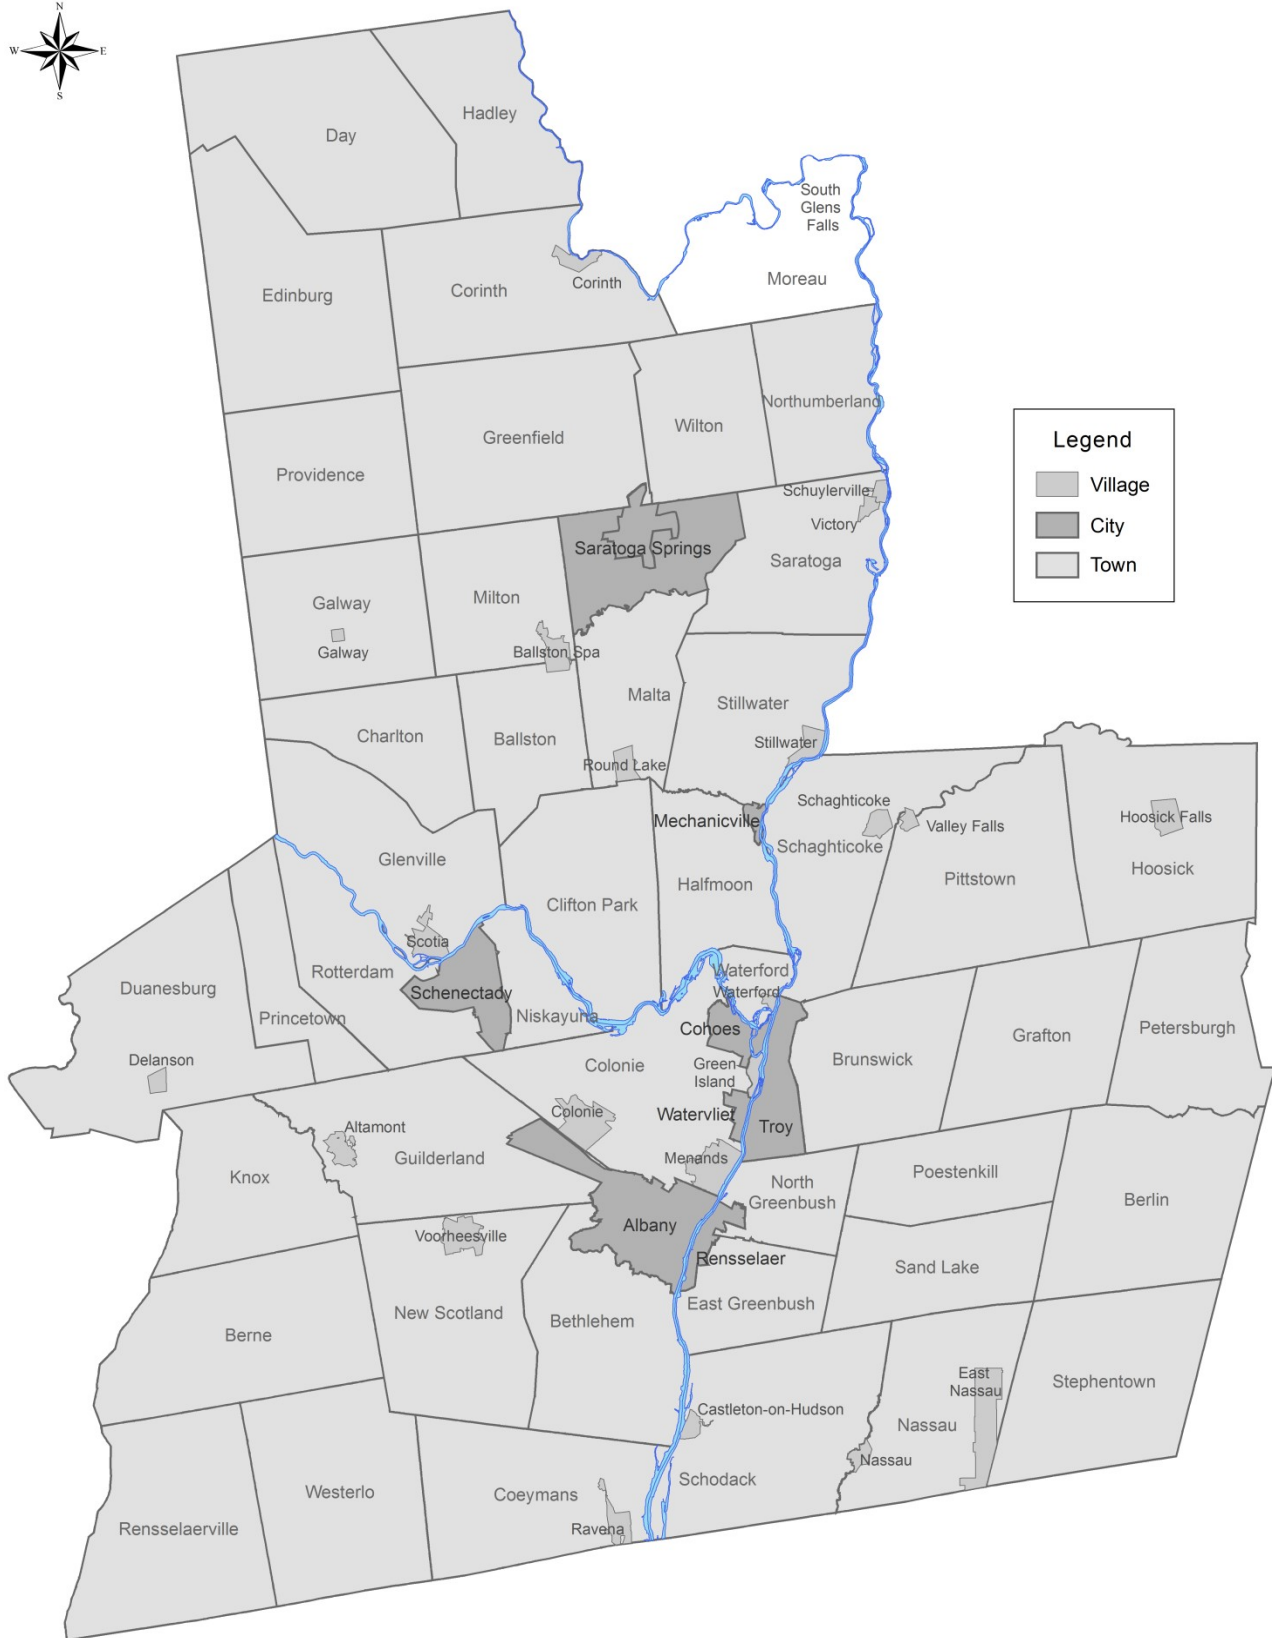 N
W
E
S
Hadley
Day
South
Glens
Falls
Moreau
Edinburg
Corinth
Corinth
Northumberland
Wilton
Greenfield
Providence
Legend
Village
City
Town
Schuylerville
Victory
Saratoga Springs
Saratoga
Galway
Milton
Galway
Ballston Spa
Malta
Stillwater
Charlton
Ballston
Stillwater
Round Lake
Schaghticoke
Mechanicville
Valley Falls
Hoosick Falls
Schaghticoke
Glenville
Hoosick
Pittstown
Halfmoon
Clifton Park
Scotia
Rotterdam
Waterford
Duanesburg
Schenectady
Waterford
Niskayuna
Princetown
Cohoes
Petersburgh
Grafton
Brunswick
Delanson
Green
Island
Colonie
Colonie
Watervliet
Troy
Altamont
Guilderland
Menands
Knox
North
Greenbush
Poestenkill
Berlin
Albany
Voorheesville
Rensselaer
Sand Lake
East Greenbush
New Scotland
Bethlehem
Berne
East
Nassau
Stephentown
Castleton-on-Hudson
Nassau
Nassau
Schodack
Westerlo
Coeymans
Rensselaerville
Ravena